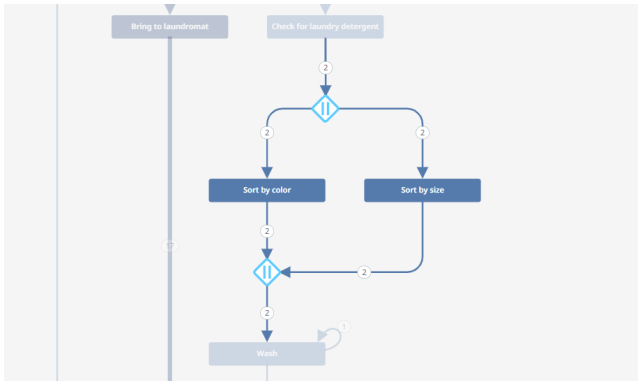 Bring to laundromat
Check for laundry detergent
2
2
2
Sort by color
Sort by size
2
17
2
2
1
Wash